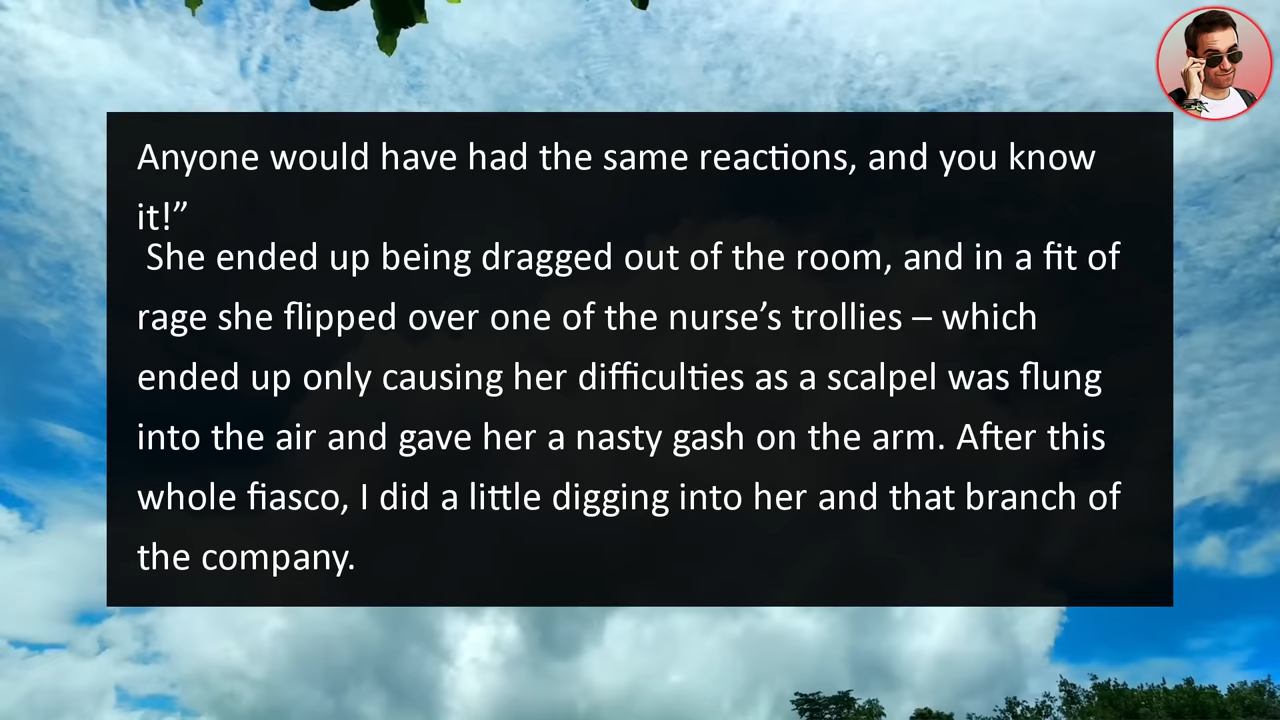 Anyone would have had the same reactions, and you know
it!”
She ended up being dragged out of the room, and in a fit of
rage she flipped over one of the nurse’s trollies – which
ended up only causing her difficulties as a scalpel was flung
into the air and gave her a nasty gash on the arm. After this
whole fiasco, I did a little digging into her and that branch of
the company.